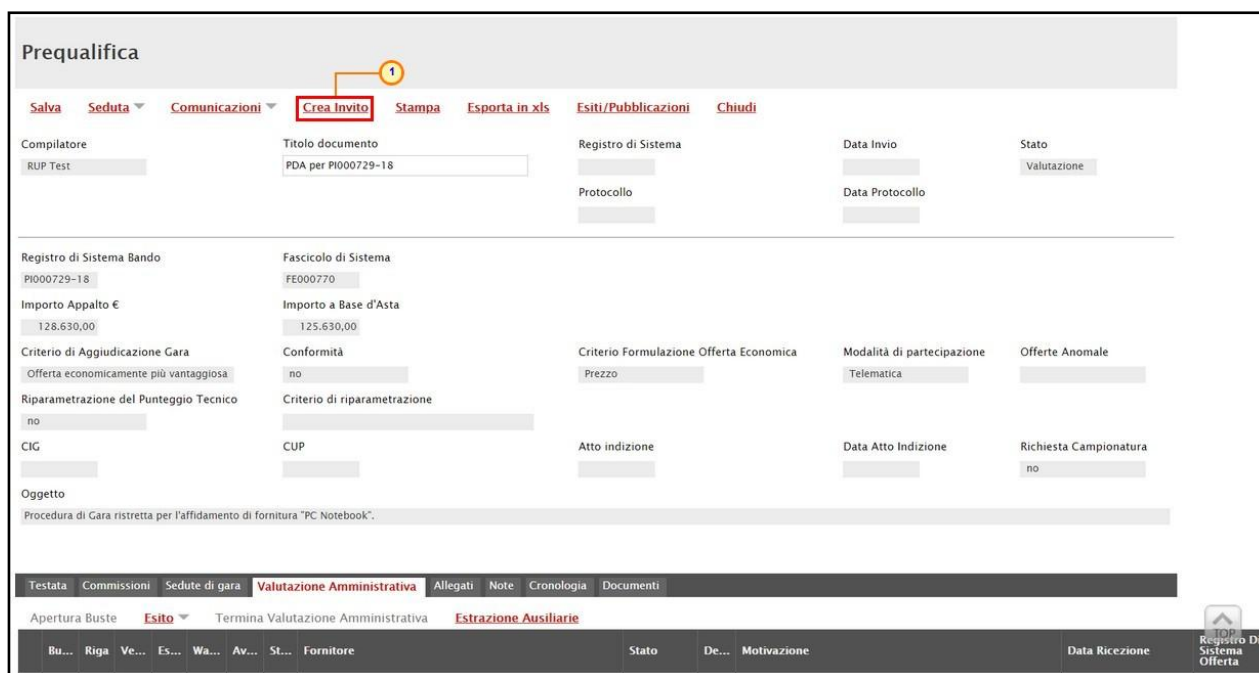 Prequalifica
1
Salva Seduta Comunicazioni Crea Invito Stampa Esporta in xls Esiti/Pubblicazioni Chiudi
Compilatore Titolo documento Registro di Sistema Data Invio Stato
RUP Test PDA per PI000729-18 Valutazione
Protocollo Data Protocollo
Registro di Sistema Bando Fascicolo di Sistema
PI000729-18 FE000770
Importo Appalto € Importo a Base d'Asta
128.630,00 125.630,00
Criterio di Aggiudicazione Gara Conformità Criterio Formulazione Offerta Economica Modalità di partecipazione Offerte Anomale
Offerta economicamente più vantaggiosa no Prezzo Telematica
Riparametrazione del Punteggio Tecnico Criterio di riparametrazione
no
CIG CUP Atto indizione Data Atto Indizione Richiesta Campionatura
no
Oggetto
Procedura di Gara ristretta per l'affidamento di fornitura "PC Notebook".
Testata Commissioni Sedute di gara Valutazione Amministrativa Allegati Note Cronologia Documenti
Apertura Buste Esito Termina Valutazione Amministrativa Estrazione Ausiliarie
TOP
Bu... Riga Ve... Es... Wa... Av... St... Fornitore Stato De... Motivazione Data Ricezione Registro D
Sistema
Offerta